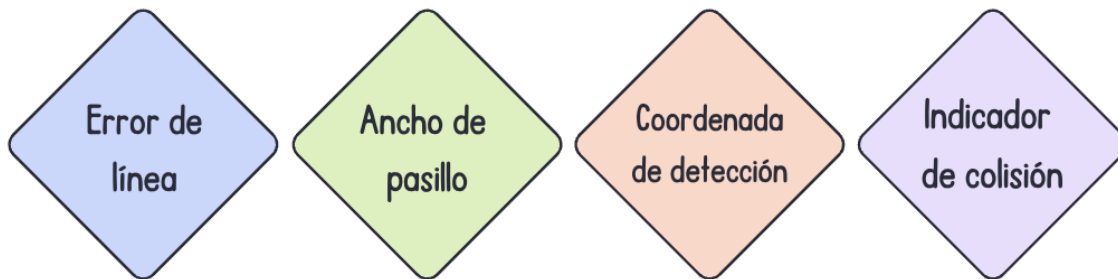 Error de
línea
Ancho de
pasillo
Coordenada
de detección
Indicador
de colisión